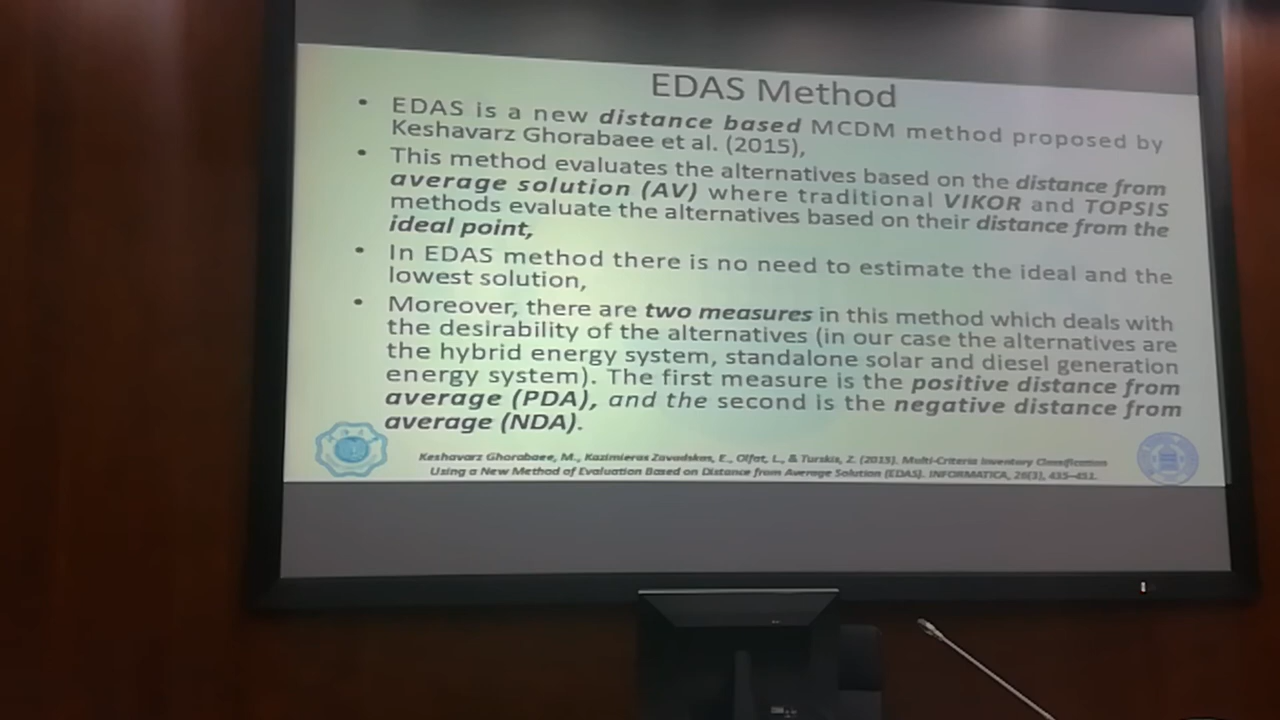 EDAS Method
• EDAS is a new distance based MCDM method proposed by
Keshavarz Ghorabaee et al. (2015),
• This method evaluates the alternatives based on the distance from
average solution (AV) where traditional VIKOR and TOPSIS
methods evaluate the alternatives based on their distance from the
ideal point,
• In EDAS method there is no need to estimate the ideal and the
lowest solution,
• Moreover, there are two measures in this method which deals with
the desirability of the alternatives (in our case the alternatives are
the hybrid energy system, standalone solar and diesel generation
energy system). The first measure is the positive distance from
average (PDA), and the second is the negative distance from
average (NDA).
Keshavarz Ghorabaee, M., Kazimieras Zavadskas, E., Olfat, L., & Turskis, Z. (2015). Multi-Criteria Inventory Classification
Using a New Method of Evaluation Based on Distance from Average Solution (EDAS). INFORMATICA, 26(3), 435–451.